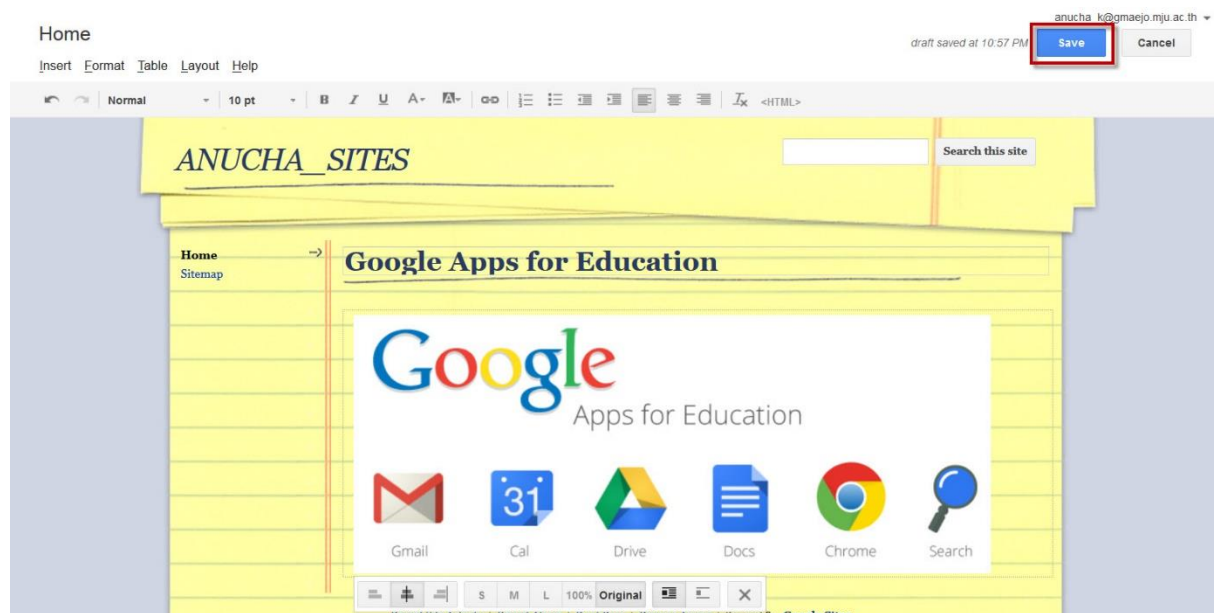 anucha_k@gmaejo.mju.ac.th
Home
draft saved at 10:57 PM Save Cancel
Insert Format Table Layout Help
Normal 10 pt B I U A A <HTML>
ANUCHA_SITES
Search this site
Home
Sitemap
Google Apps for Education
Google
Apps for Education
31
Gmail Cal Drive Docs Chrome Search
S M L 100% Original